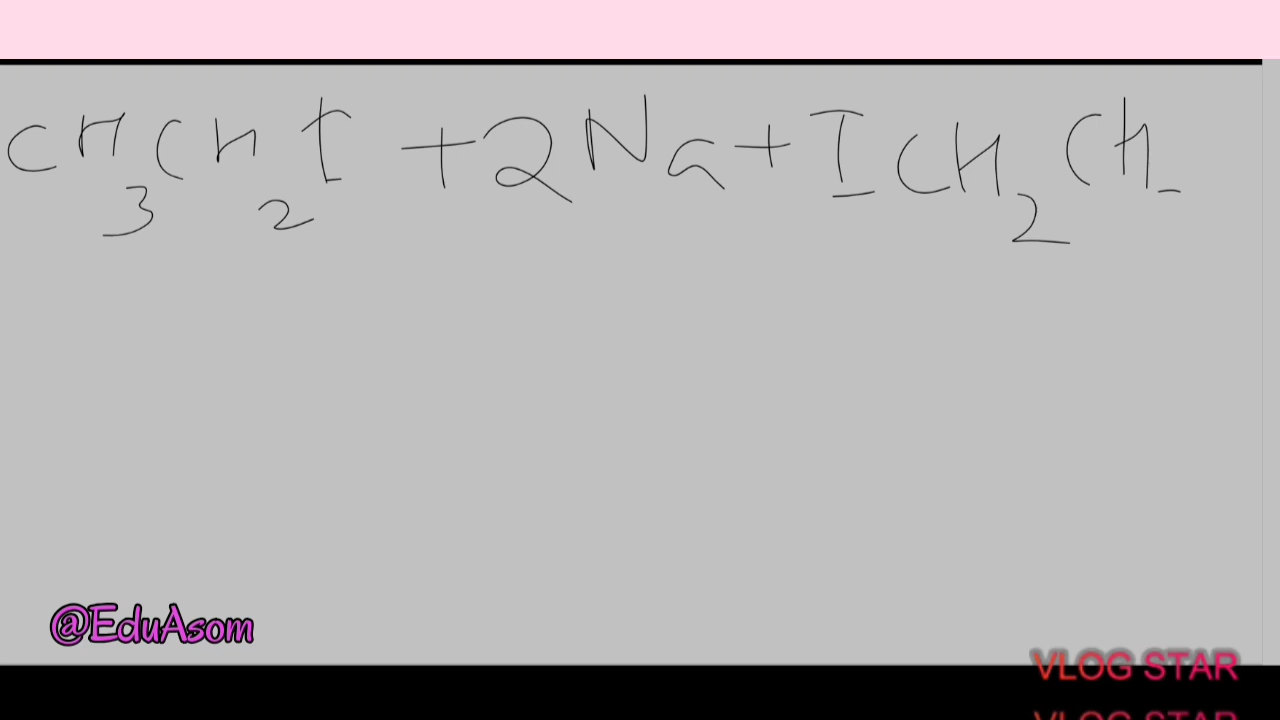 CH3CH2I + 2Na + ICH2CH
@EduAsom
VLOG STAR